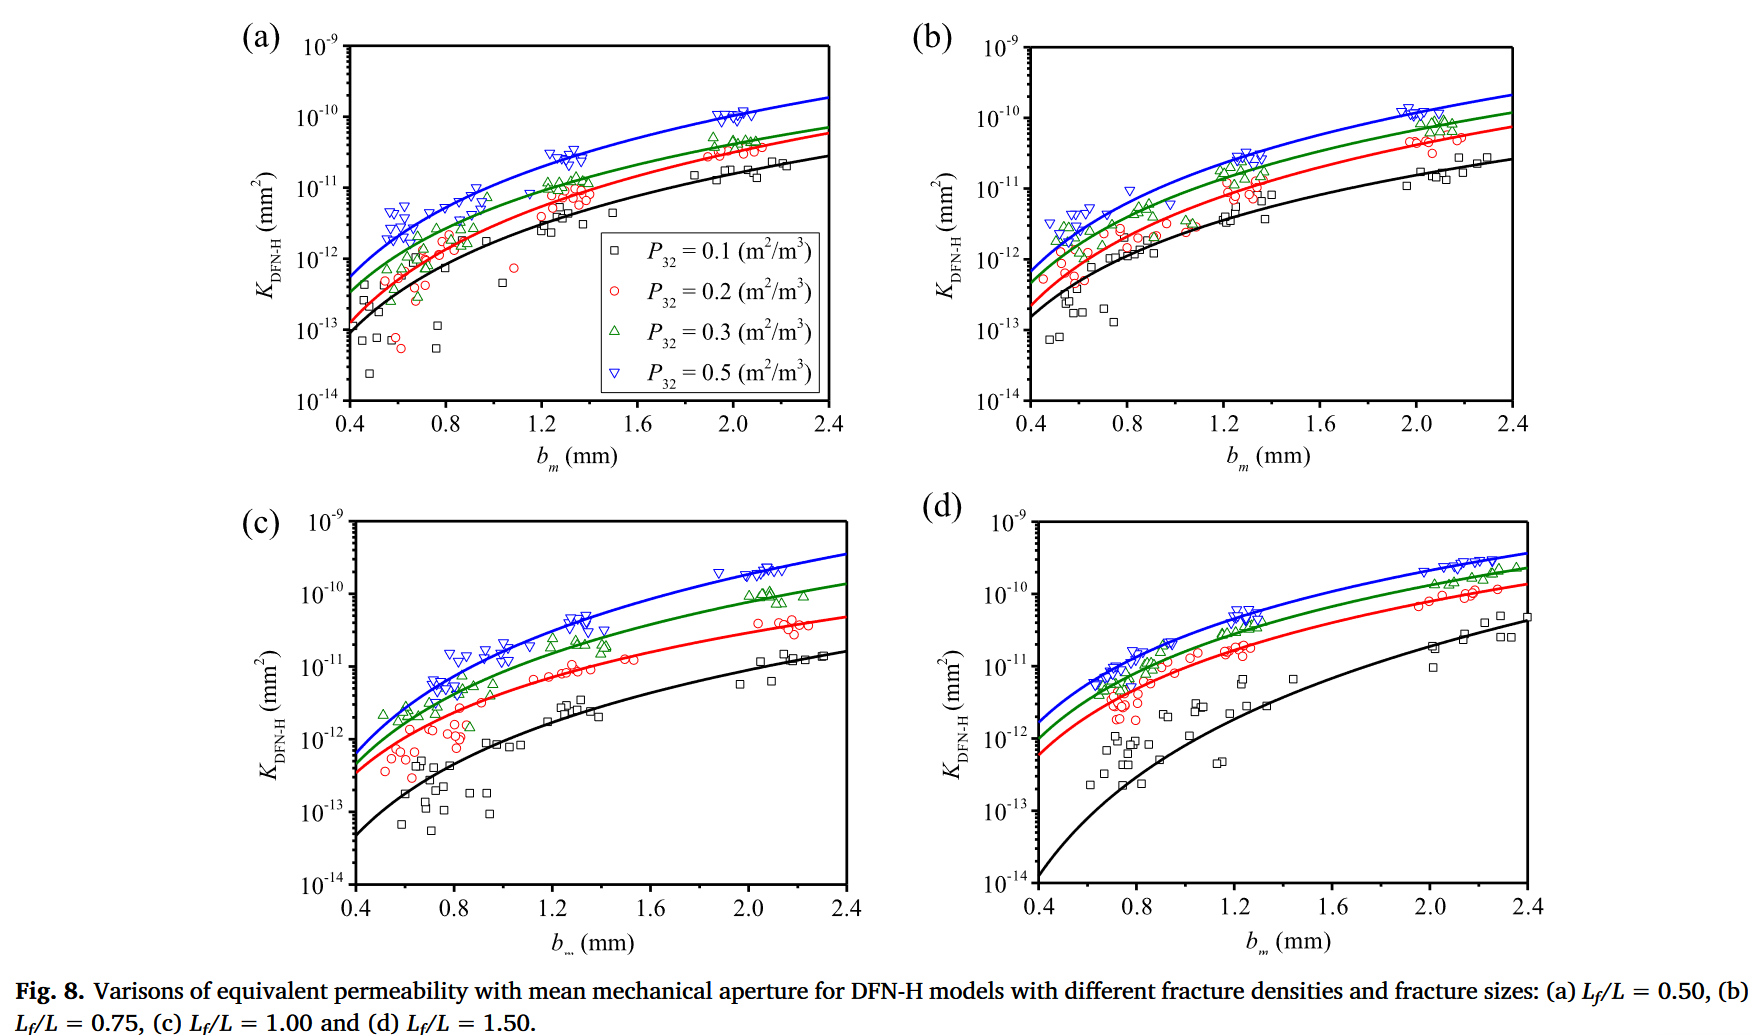 (a)
10⁻⁹
10⁻¹⁰
10⁻¹¹
10⁻¹²
10⁻¹³
10⁻¹⁴
K_DFN-H (mm²)
0.4 0.8 1.2 1.6 2.0 2.4
b_m (mm)
P₃₂ = 0.1 (m²/m³)
P₃₂ = 0.2 (m²/m³)
P₃₂ = 0.3 (m²/m³)
P₃₂ = 0.5 (m²/m³)
(b)
10⁻⁹
10⁻¹⁰
10⁻¹¹
10⁻¹²
10⁻¹³
10⁻¹⁴
K_DFN-H (mm²)
0.4 0.8 1.2 1.6 2.0 2.4
b_m (mm)
(c)
10⁻⁹
10⁻¹⁰
10⁻¹¹
10⁻¹²
10⁻¹³
10⁻¹⁴
K_DFN-H (mm²)
0.4 0.8 1.2 1.6 2.0 2.4
b_m (mm)
(d)
10⁻⁹
10⁻¹⁰
10⁻¹¹
10⁻¹²
10⁻¹³
10⁻¹⁴
K_DFN-H (mm²)
0.4 0.8 1.2 1.6 2.0 2.4
b_m (mm)
Fig. 8. Varisons of equivalent permeability with mean mechanical aperture for DFN-H models with different fracture densities and fracture sizes: (a) L_f/L = 0.50, (b)
L_f/L = 0.75, (c) L_f/L = 1.00 and (d) L_f/L = 1.50.